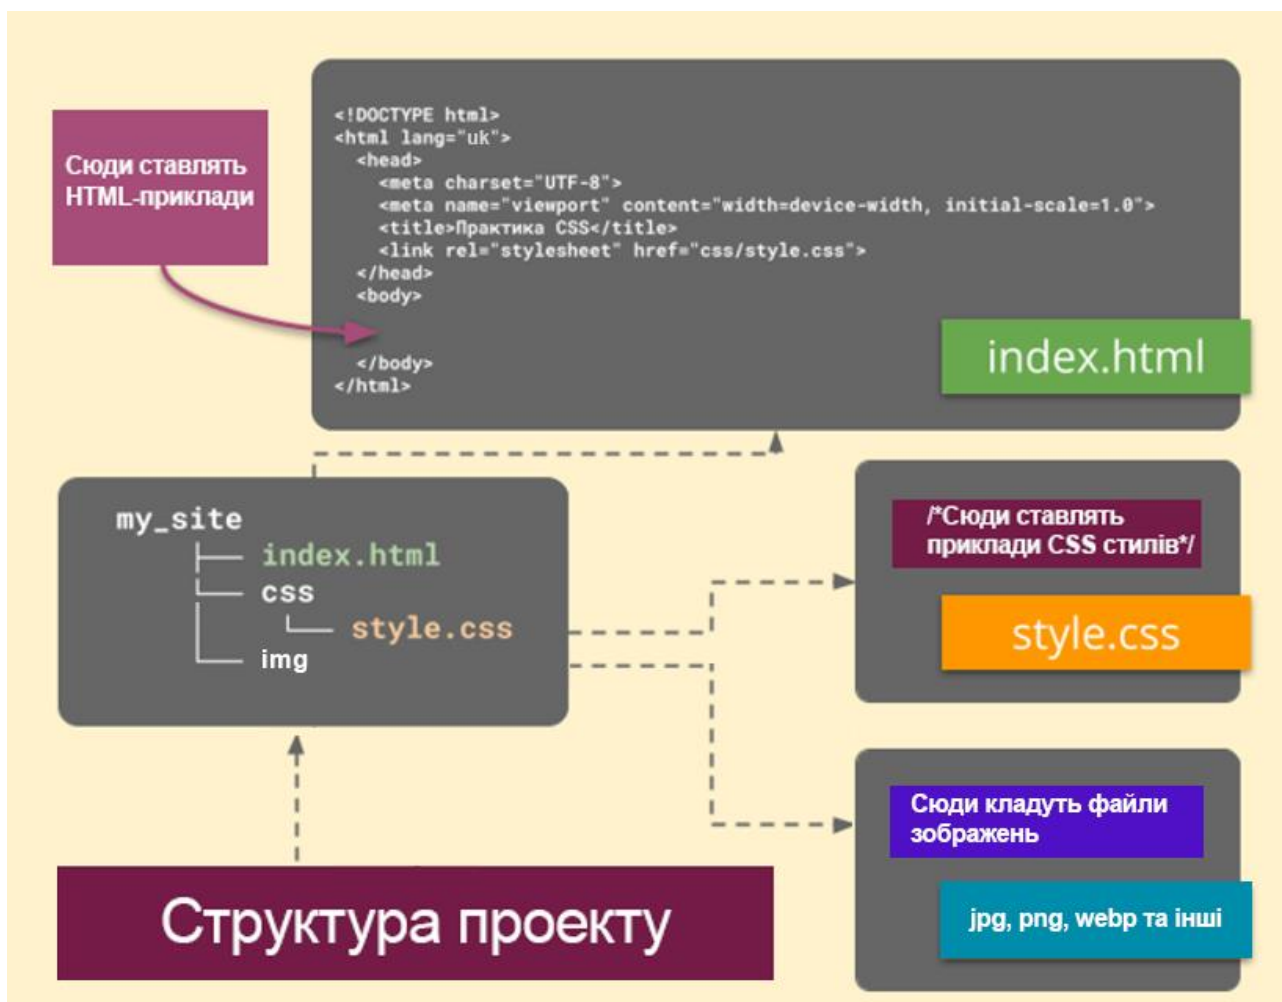 Сюди ставлять
HTML-приклади
<!DOCTYPE html>
<html lang="uk">
<head>
<meta charset="UTF-8">
<meta name="viewport" content="width=device-width, initial-scale=1.0">
<title>Практика CSS</title>
<link rel="stylesheet" href="css/style.css">
</head>
<body>
</body>
</html>
index.html
my_site
index.html
css
style.css
img
/*Сюди ставлять
приклади CSS стилів*/
style.css
Сюди кладуть файли
зображень
jpg, png, webp та інші
Структура проекту